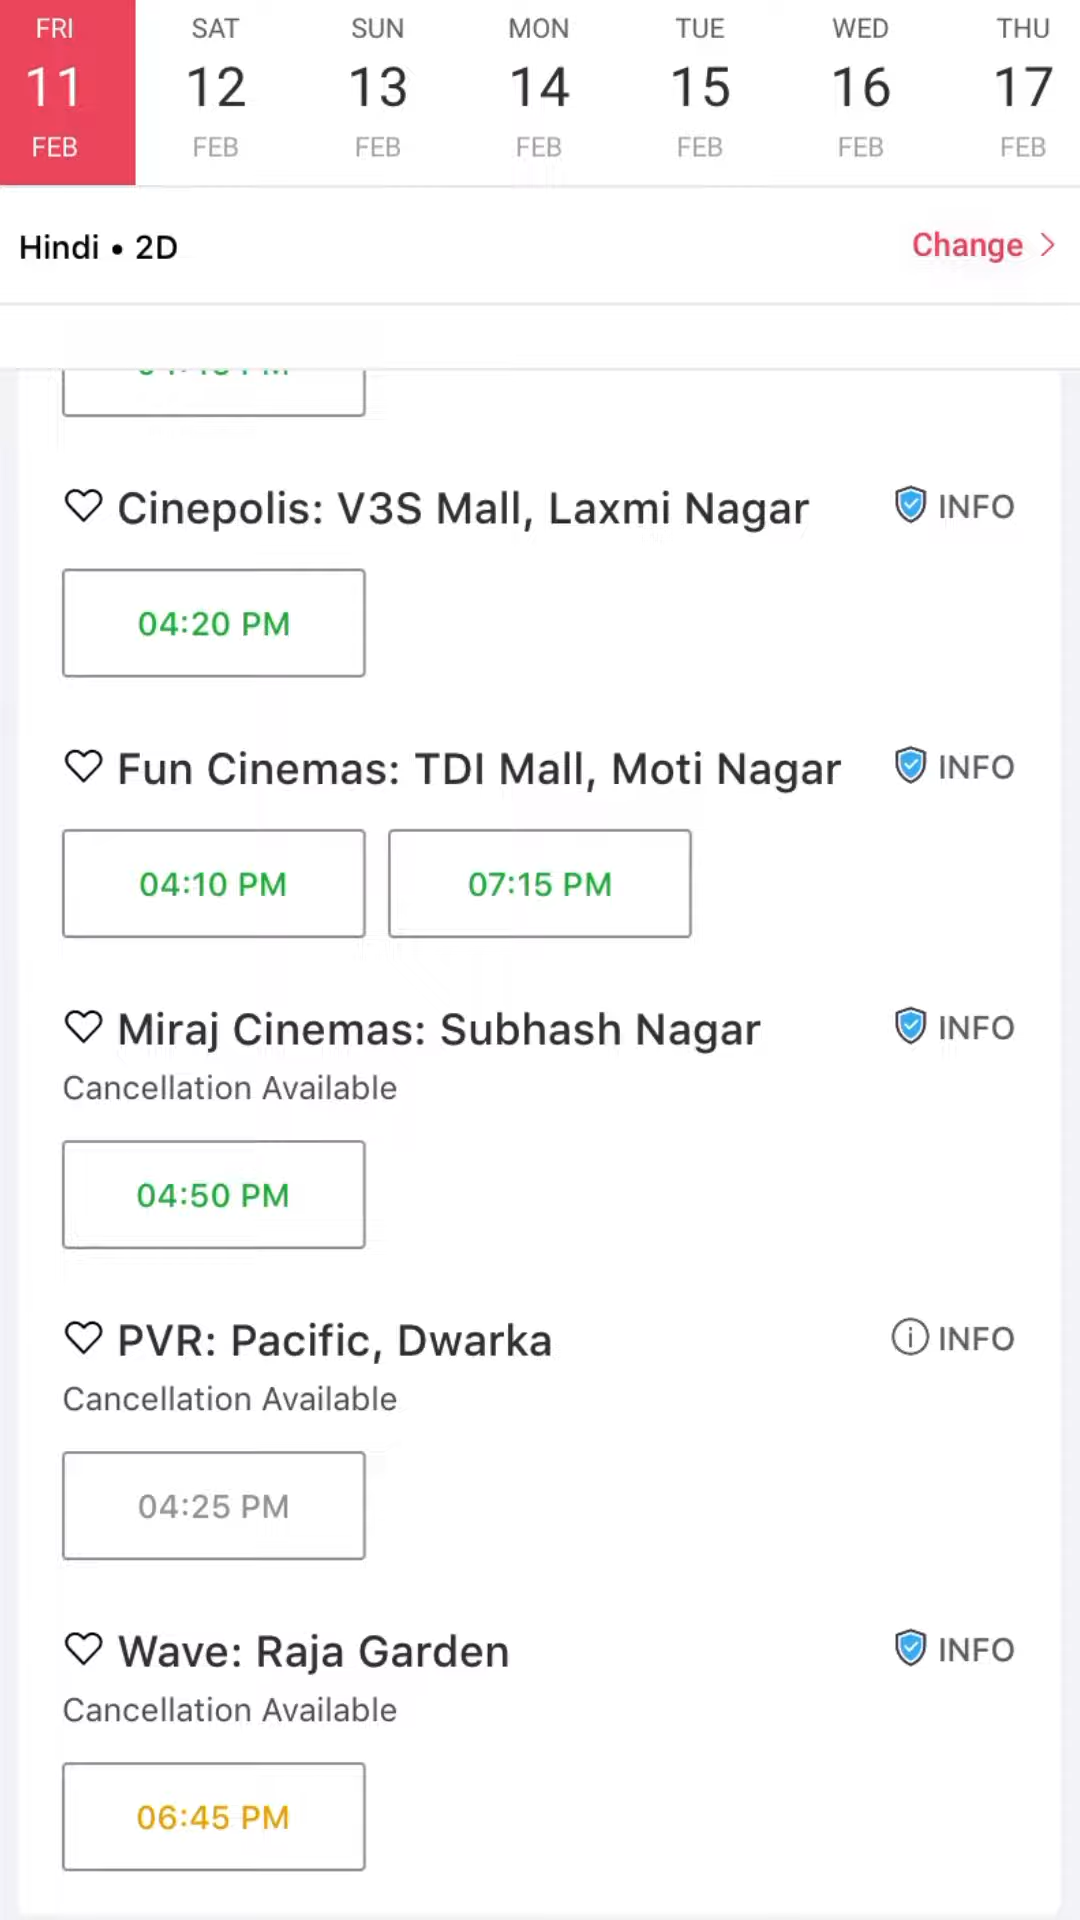 FRI SAT SUN MON TUE WED THU
11 12 13 14 15 16 17
FEB FEB FEB FEB FEB FEB FEB
Hindi • 2D Change >
Cinepolis: V3S Mall, Laxmi Nagar INFO
04:20 PM
Fun Cinemas: TDI Mall, Moti Nagar INFO
04:10 PM 07:15 PM
Miraj Cinemas: Subhash Nagar INFO
Cancellation Available
04:50 PM
PVR: Pacific, Dwarka INFO
Cancellation Available
04:25 PM
Wave: Raja Garden INFO
Cancellation Available
06:45 PM